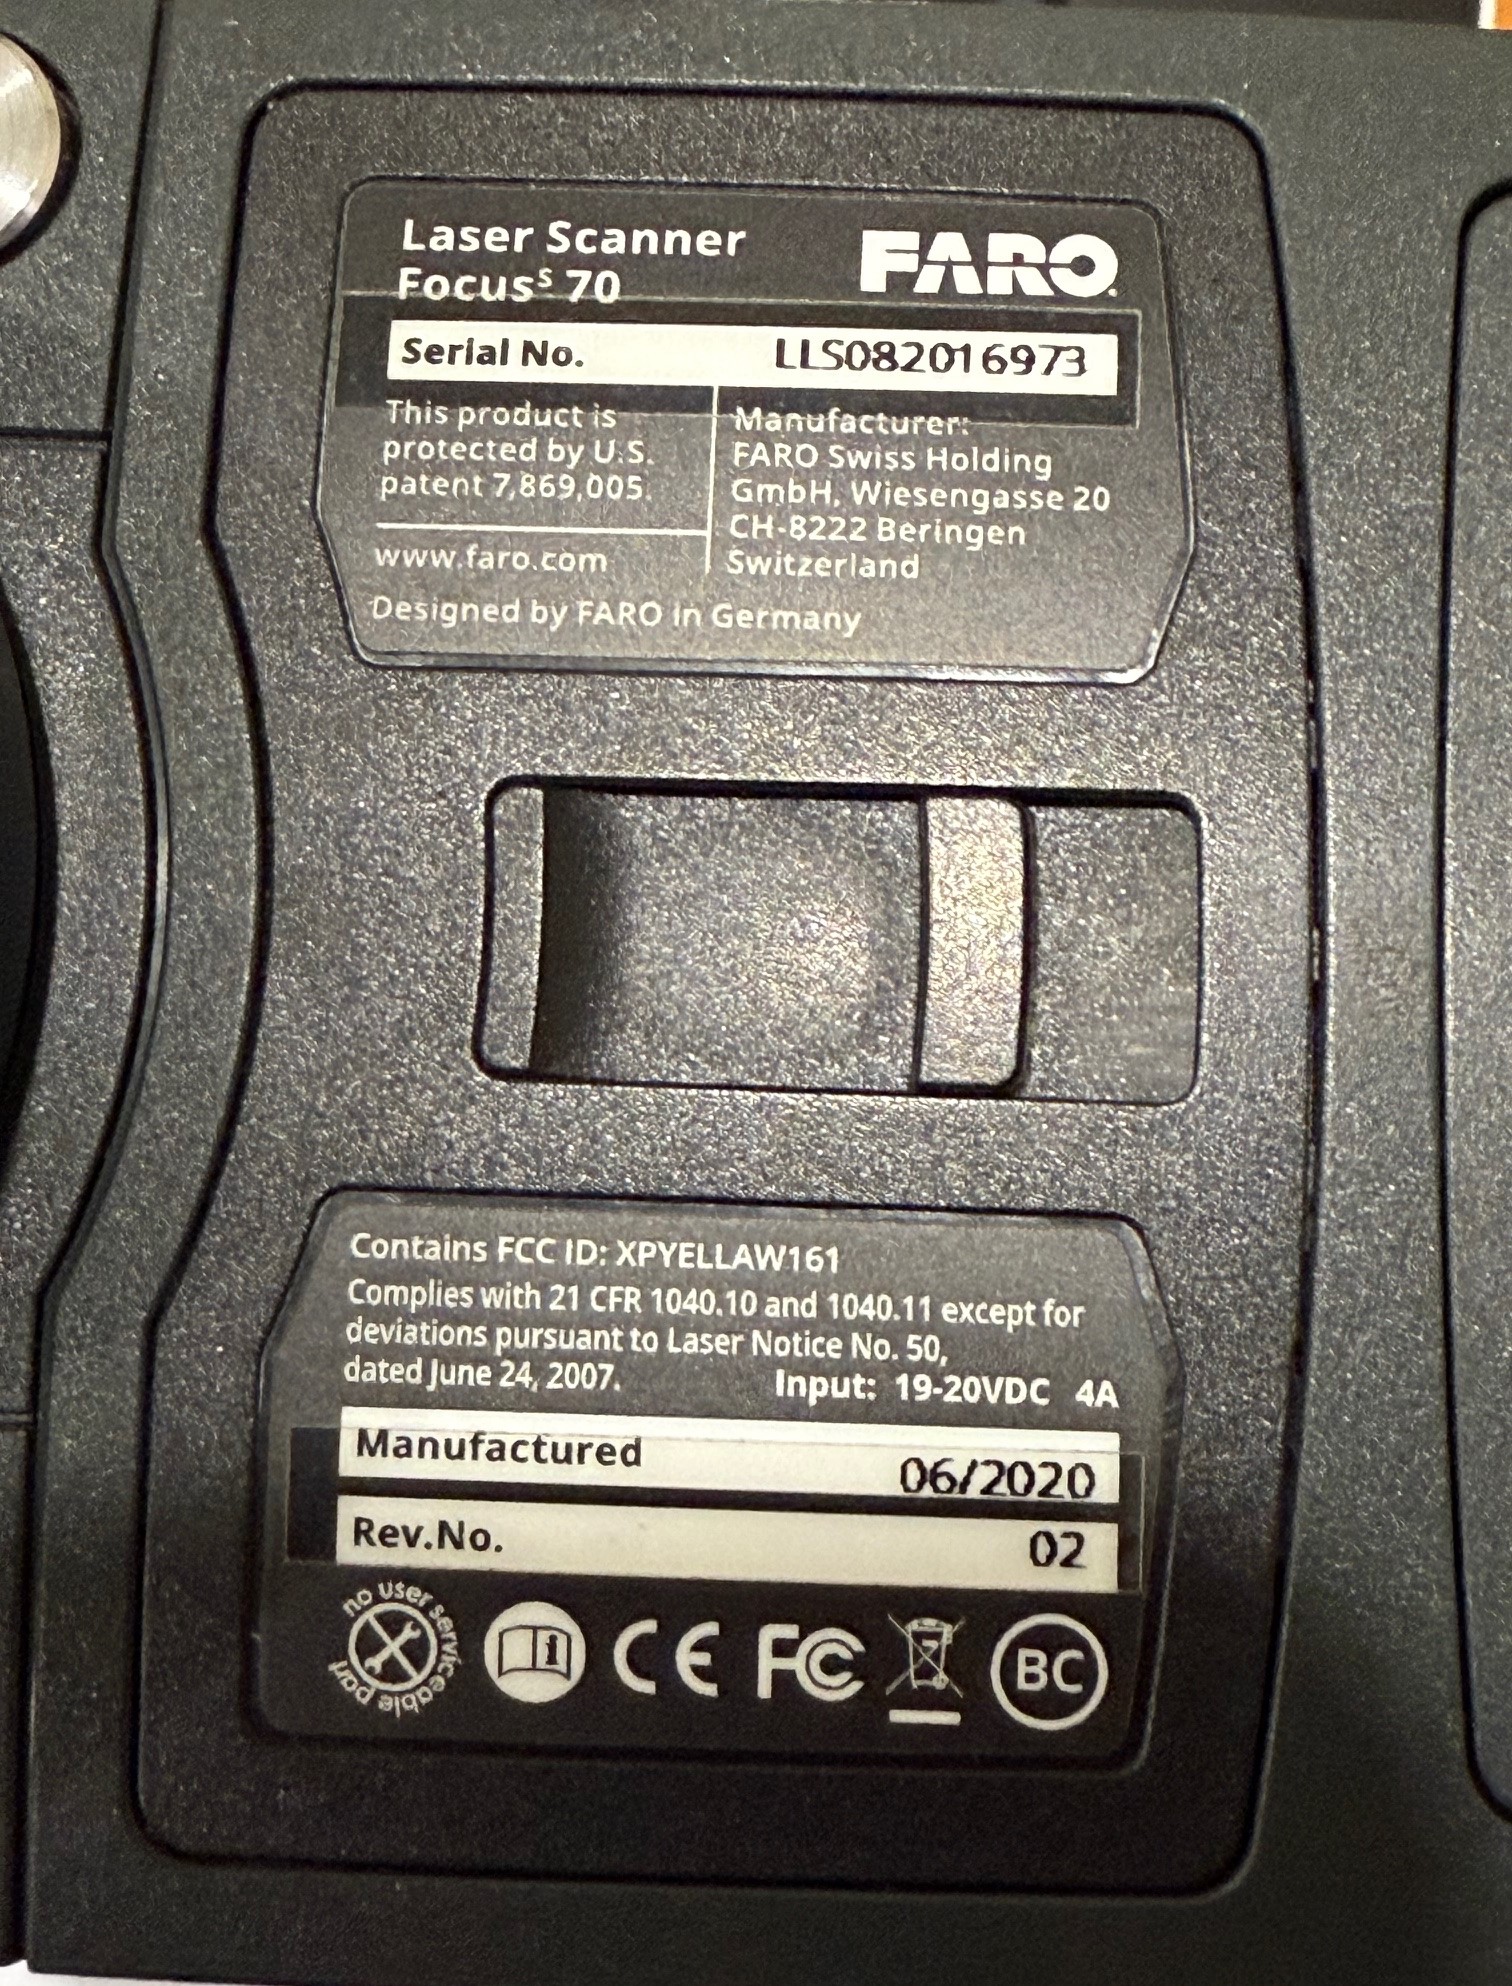 Laser Scanner
Focusˢ 70
FARO®
Serial No. LLS082016973
This product is
protected by U.S.
patent 7,869,005.
www.faro.com
Manufacturer:
FARO Swiss Holding
GmbH, Wiesengasse 20
CH-8222 Beringen
Switzerland
Designed by FARO in Germany
Contains FCC ID: XPYELLAW161
Complies with 21 CFR 1040.10 and 1040.11 except for
deviations pursuant to Laser Notice No. 50,
dated June 24, 2007.
Input: 19-20VDC 4A
Manufactured 06/2020
Rev.No. 02
no user serviceable part
i
CE
FC
BC